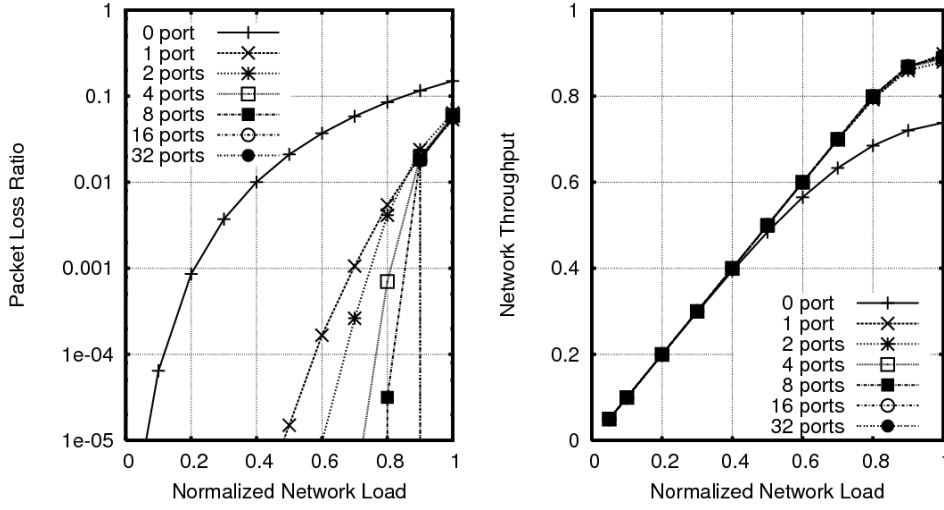 1
0.1
0.01
0.001
1e-04
1e-05
0
0.2
0.4
0.6
0.8
1
Packet Loss Ratio
Normalized Network Load
0 port
1 port
2 ports
4 ports
8 ports
16 ports
32 ports
1
0.8
0.6
0.4
0.2
0
0
0.2
0.4
0.6
0.8
1
Network Throughput
Normalized Network Load
0 port
1 port
2 ports
4 ports
8 ports
16 ports
32 ports